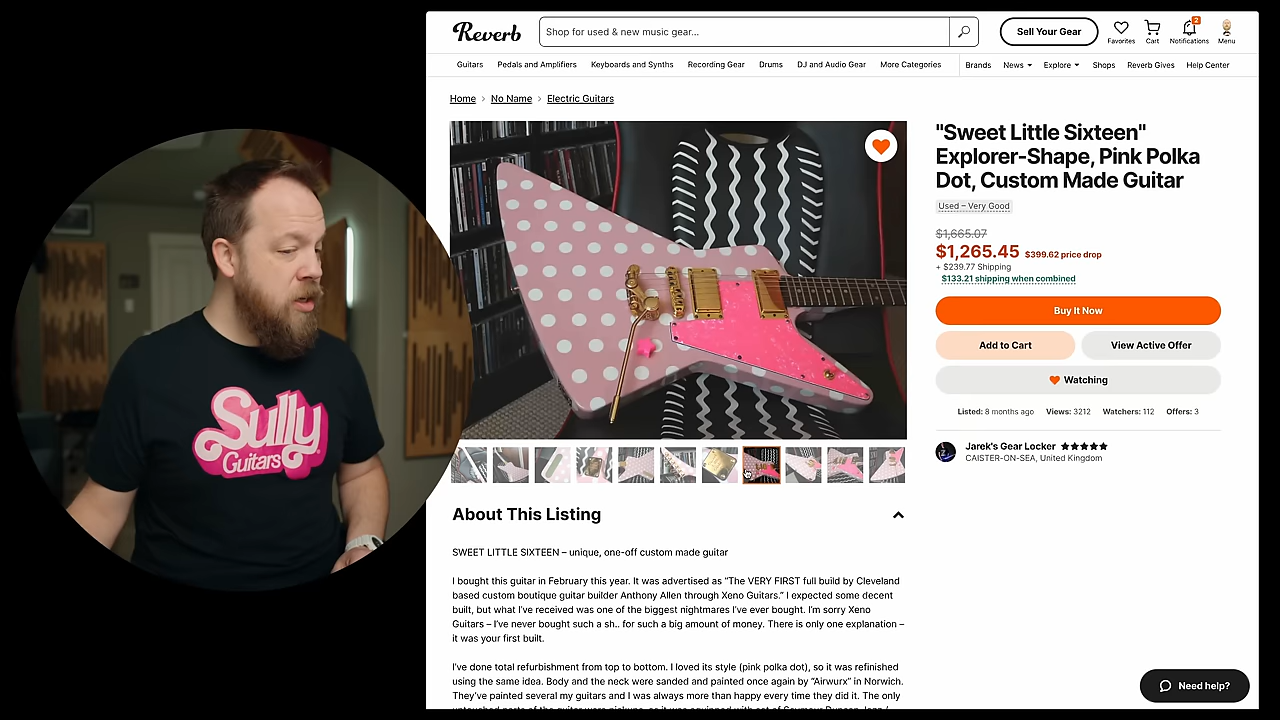 Reverb
Shop for used & new music gear...
Sell Your Gear
Favorites
Cart
2
Notifications
Menu
Guitars
Pedals and Amplifiers
Keyboards and Synths
Recording Gear
Drums
DJ and Audio Gear
More Categories
Brands
News
Explore
Shops
Reverb Gives
Help Center
Home > No Name > Electric Guitars
"Sweet Little Sixteen"
Explorer-Shape, Pink Polka
Dot, Custom Made Guitar
Used – Very Good
$1,665.07
$1,265.45 $399.62 price drop
+ $239.77 Shipping
$133.21 shipping when combined
Buy It Now
Add to Cart
View Active Offer
Watching
Listed: 8 months ago Views: 3212 Watchers: 112 Offers: 3
Jarek's Gear Locker ★★★★★
CAISTER-ON-SEA, United Kingdom
Sully
Guitars
About This Listing
SWEET LITTLE SIXTEEN – unique, one-off custom made guitar
I bought this guitar in February this year. It was advertised as "The VERY FIRST full build by Cleveland
based custom boutique guitar builder Anthony Allen through Xeno Guitars." I expected some decent
built, but what I've received was one of the biggest nightmares I've ever bought. I'm sorry Xeno
Guitars – I've never bought such a sh.. for such a big amount of money. There is only one explanation –
it was your first built.
I've done total refurbishment from top to bottom. I loved its style (pink polka dot), so it was refinished
using the same idea. Body and the neck were sanded and painted once again by "Airwurx" in Norwich.
They've painted several my guitars and I was always more than happy every time they did it. The only
Need help?